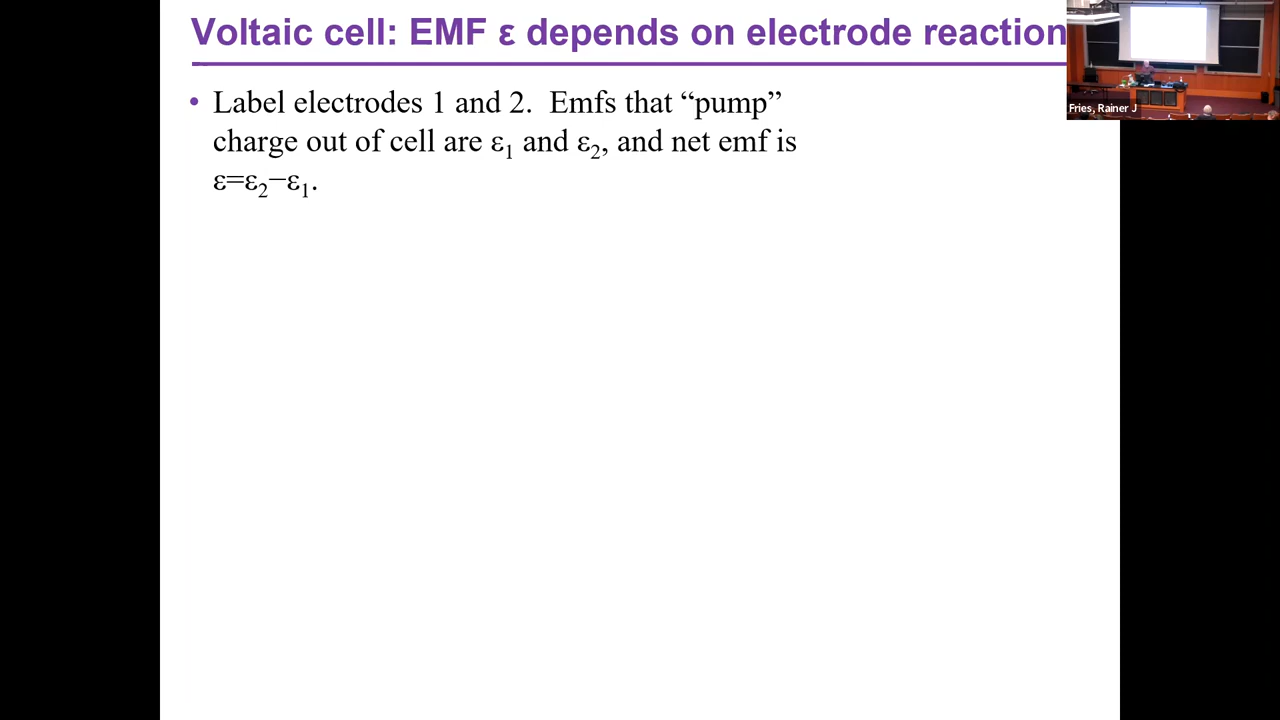 Voltaic cell: EMF ε depends on electrode reaction
Fries, Rainer J
• Label electrodes 1 and 2.  Emfs that “pump”
charge out of cell are ε₁ and ε₂, and net emf is
ε=ε₂−ε₁.